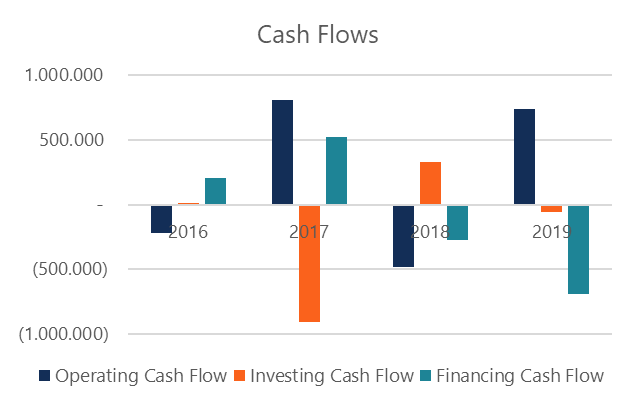 Cash Flows
1.000.000
500.000
-
(500.000)
(1.000.000)
2016 2017 2018 2019
Operating Cash Flow Investing Cash Flow Financing Cash Flow